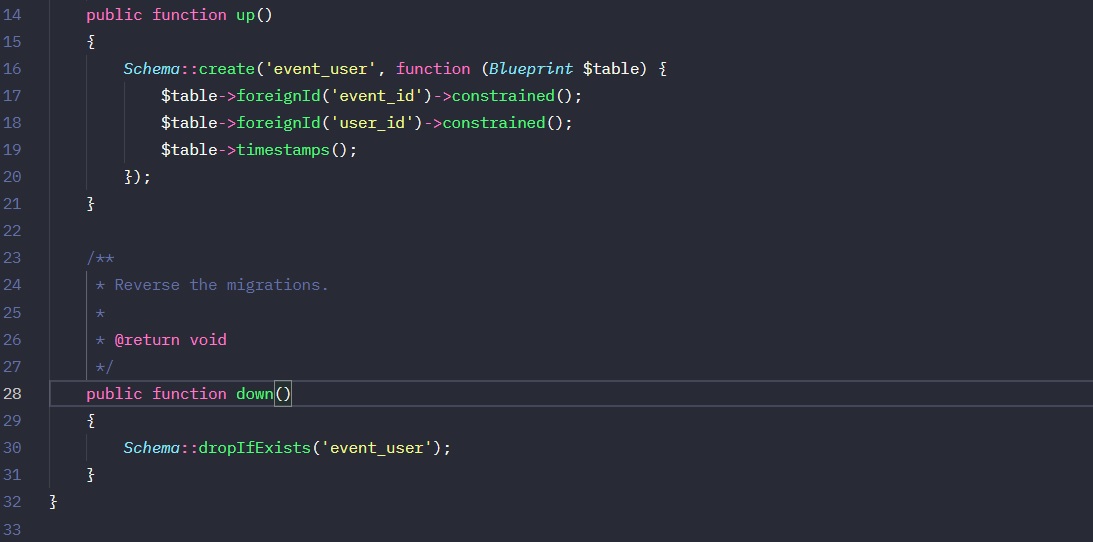 14 public function up()
15 {
16 Schema::create('event_user', function (Blueprint $table) {
17 $table->foreignId('event_id')->constrained();
18 $table->foreignId('user_id')->constrained();
19 $table->timestamps();
20 });
21 }
22
23 /**
24 * Reverse the migrations.
25 *
26 * @return void
27 */
28 public function down()
29 {
30 Schema::dropIfExists('event_user');
31 }
32 }
33